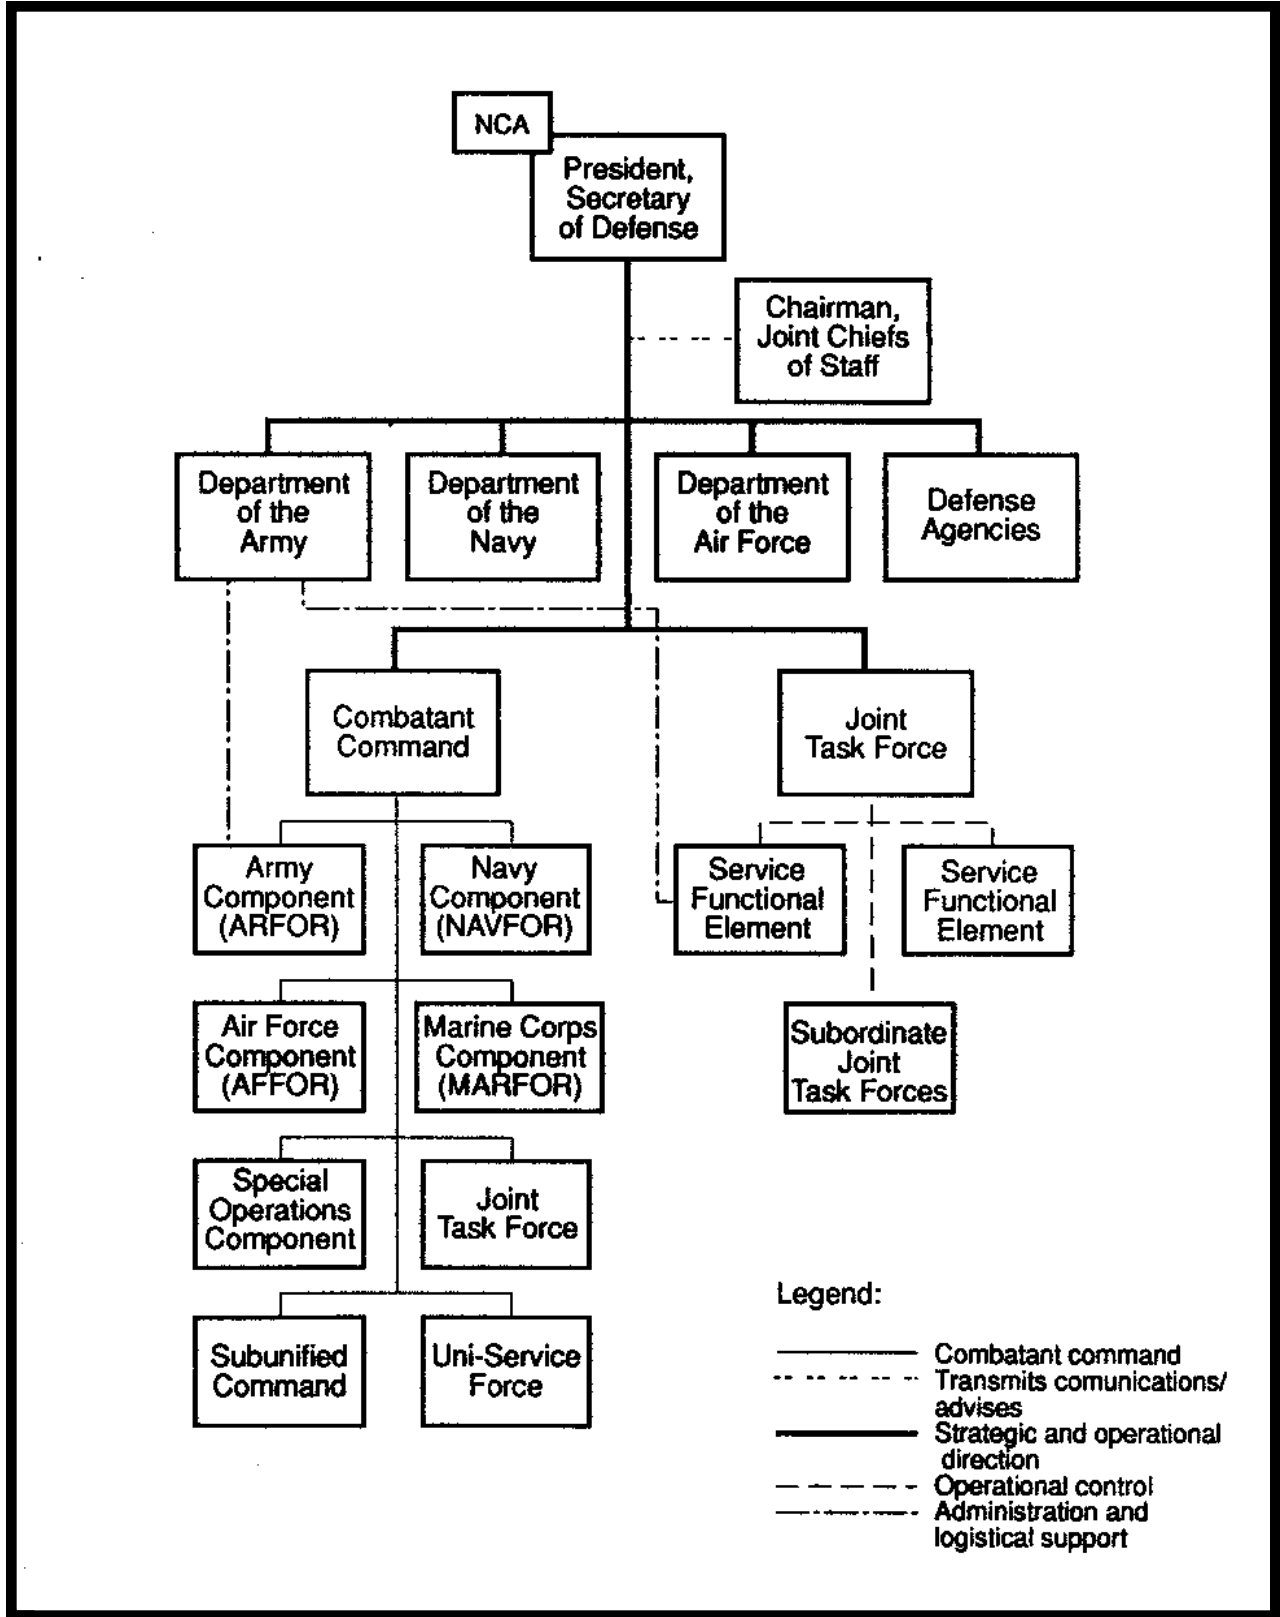 NCA
President,
Secretary
of Defense
Chairman,
Joint Chiefs
of Staff
Department
of the
Army
Department
of the
Navy
Department
of the
Air Force
Defense
Agencies
Combatant
Command
Joint
Task Force
Army
Component
(ARFOR)
Navy
Component
(NAVFOR)
Service
Functional
Element
Service
Functional
Element
Air Force
Component
(AFFOR)
Marine Corps
Component
(MARFOR)
Subordinate
Joint
Task Forces
Special
Operations
Component
Joint
Task Force
Subunified
Command
Uni-Service
Force
Legend:
Combatant command
Transmits comunications/
advises
Strategic and operational
direction
Operational control
Administration and
logistical support